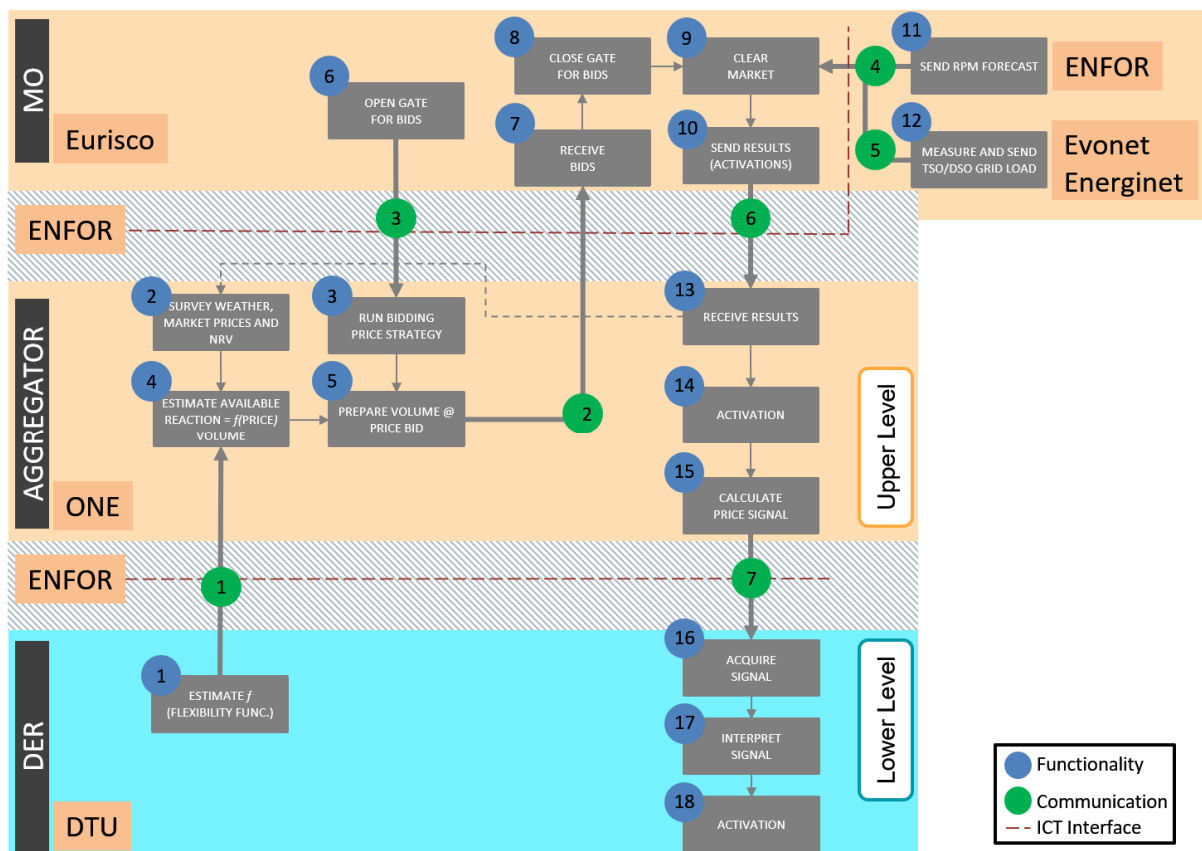 MO
Eurisco
6
OPEN GATE
FOR BIDS
8
CLOSE GATE
FOR BIDS
7
RECEIVE
BIDS
9
CLEAR
MARKET
10
SEND RESULTS
(ACTIVATIONS)
4
11
SEND RPM FORECAST
ENFOR
5
12
MEASURE AND SEND
TSO/DSO GRID LOAD
Evonet
Energinet
ENFOR
3
6
AGGREGATOR
ONE
2
SURVEY WEATHER,
MARKET PRICES AND
NRV
3
RUN BIDDING
PRICE STRATEGY
4
ESTIMATE AVAILABLE
REACTION = f(PRICE)
VOLUME
5
PREPARE VOLUME @
PRICE BID
2
13
RECEIVE RESULTS
14
ACTIVATION
15
CALCULATE
PRICE SIGNAL
Upper Level
ENFOR
1
7
DER
DTU
1
ESTIMATE f
(FLEXIBILITY FUNC.)
16
ACQUIRE
SIGNAL
17
INTERPRET
SIGNAL
18
ACTIVATION
Lower Level
Functionality
Communication
ICT Interface